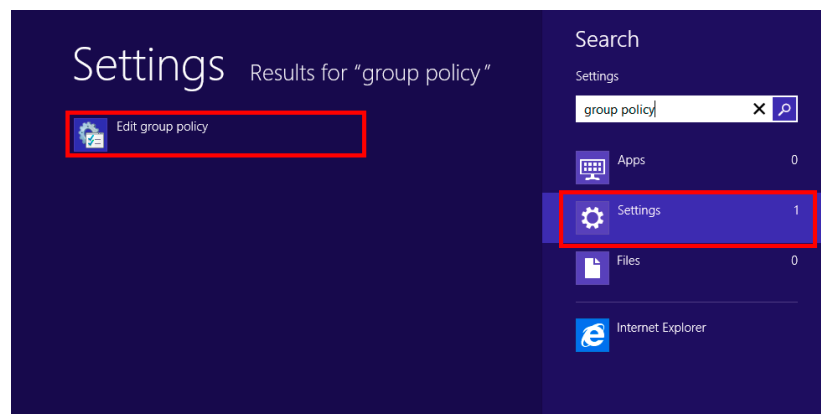 Settings Results for “group policy”
Edit group policy
Search
Settings
group policy
Apps 0
Settings 1
Files 0
Internet Explorer